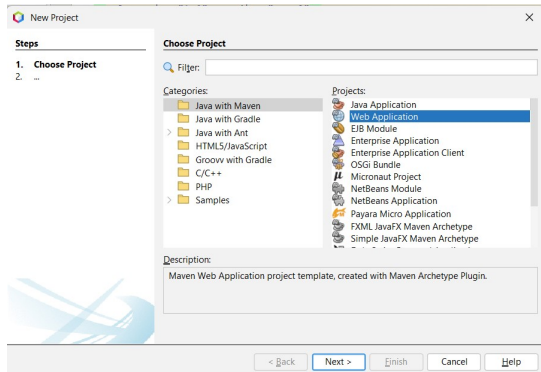 New Project
Steps
1. Choose Project
2. ...
Choose Project
Filter:
Categories:
Java with Maven
Java with Gradle
Java with Ant
HTML5/JavaScript
Groovy with Gradle
C/C++
PHP
Samples
Projects:
Java Application
Web Application
EJB Module
Enterprise Application
Enterprise Application Client
OSGi Bundle
Micronaut Project
NetBeans Module
NetBeans Application
Payara Micro Application
FXML JavaFX Maven Archetype
Simple JavaFX Maven Archetype
Description:
Maven Web Application project template, created with Maven Archetype Plugin.
< Back Next > Finish Cancel Help